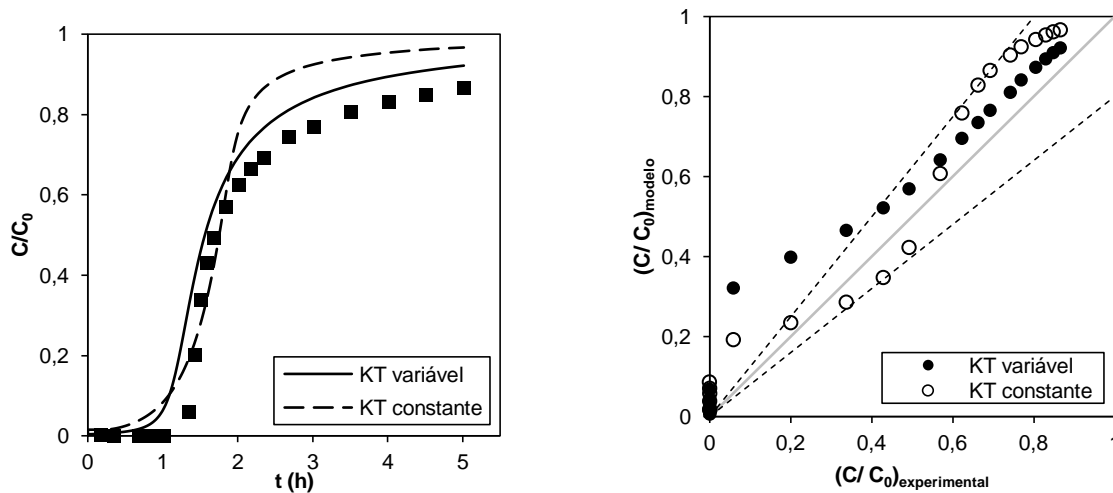 1
0,8
0,6
0,4
0,2
0
C/C0
0 1 2 3 4 5
t (h)
KT variável
KT constante
1
0,8
0,6
0,4
0,2
0
(C/ C0)modelo
0 0,2 0,4 0,6 0,8 1
(C/ C0)experimental
KT variável
KT constante